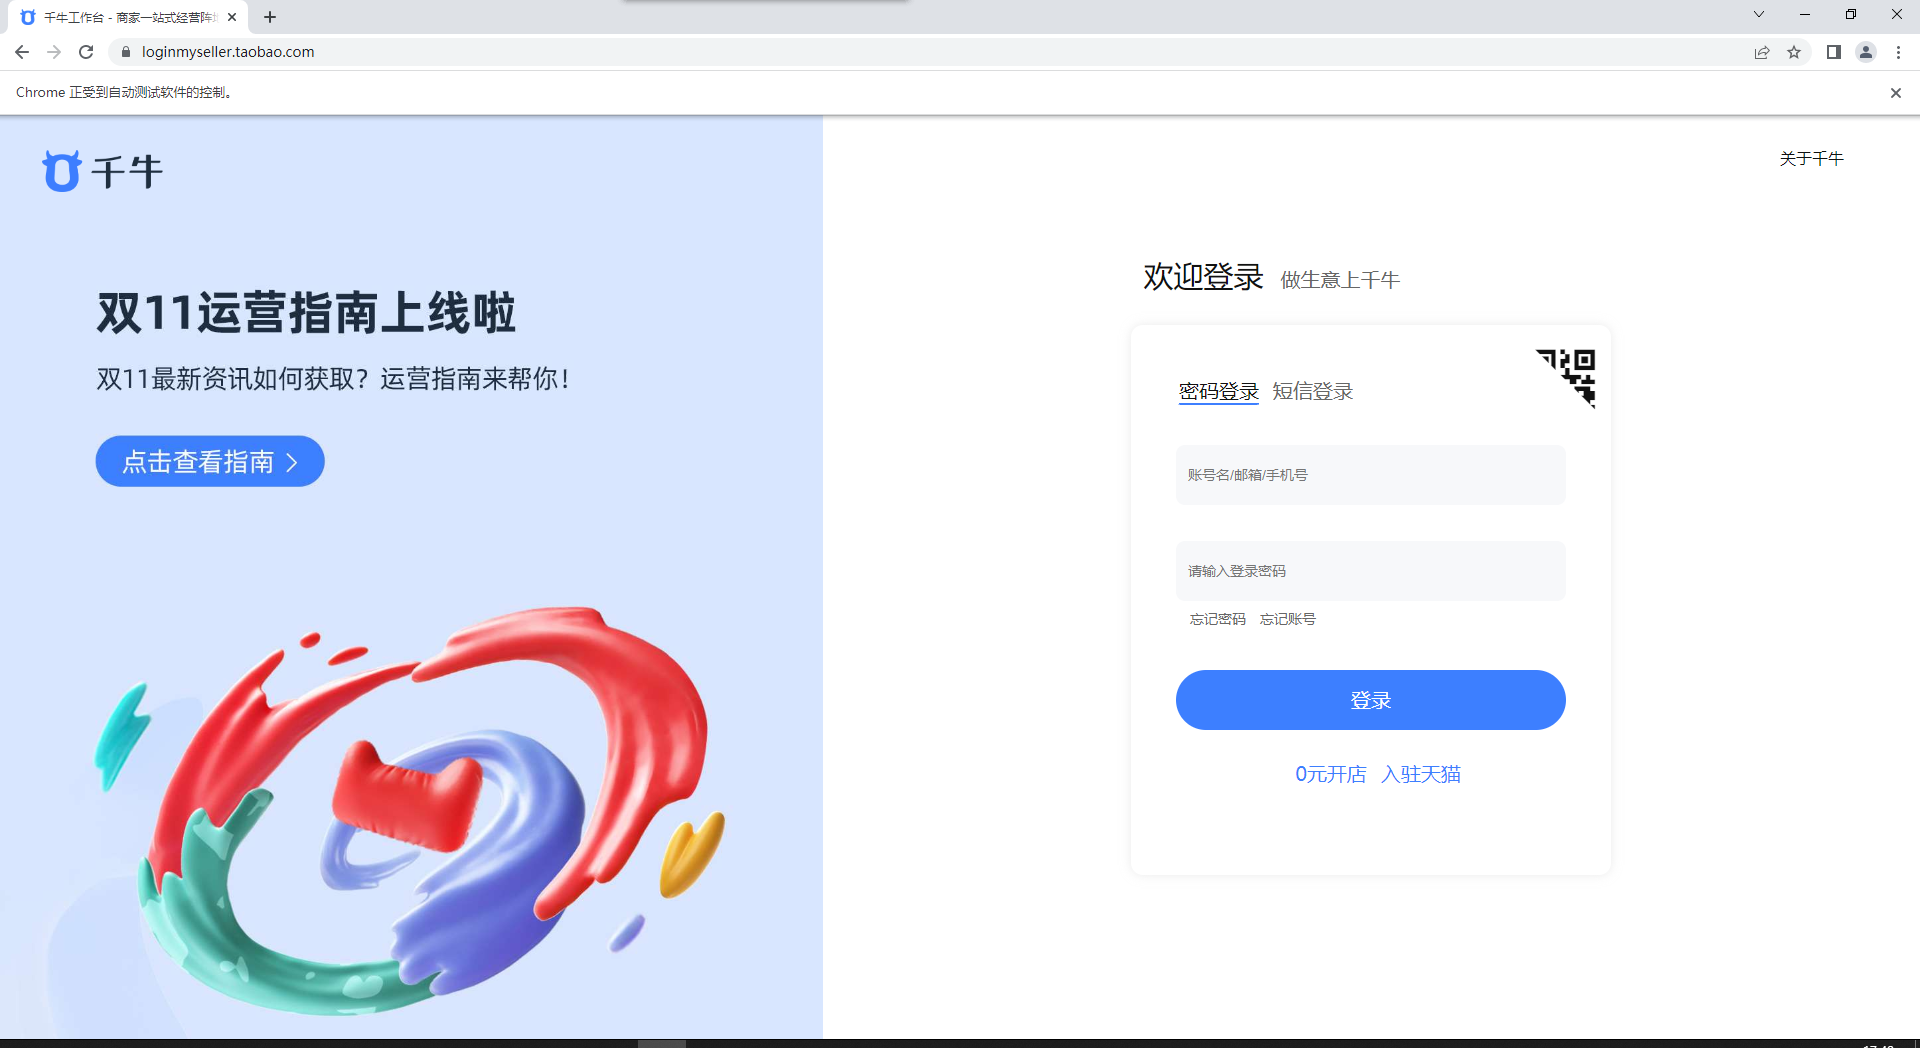 千牛工作台 - 商家一站式经营阵
loginmyseller.taobao.com
Chrome 正受到自动测试软件的控制。
千牛
关于千牛
双11运营指南上线啦
双11最新资讯如何获取？运营指南来帮你！
点击查看指南
欢迎登录 做生意上千牛
密码登录 短信登录
账号名/邮箱/手机号
请输入登录密码
忘记密码 忘记账号
登录
0元开店 入驻天猫